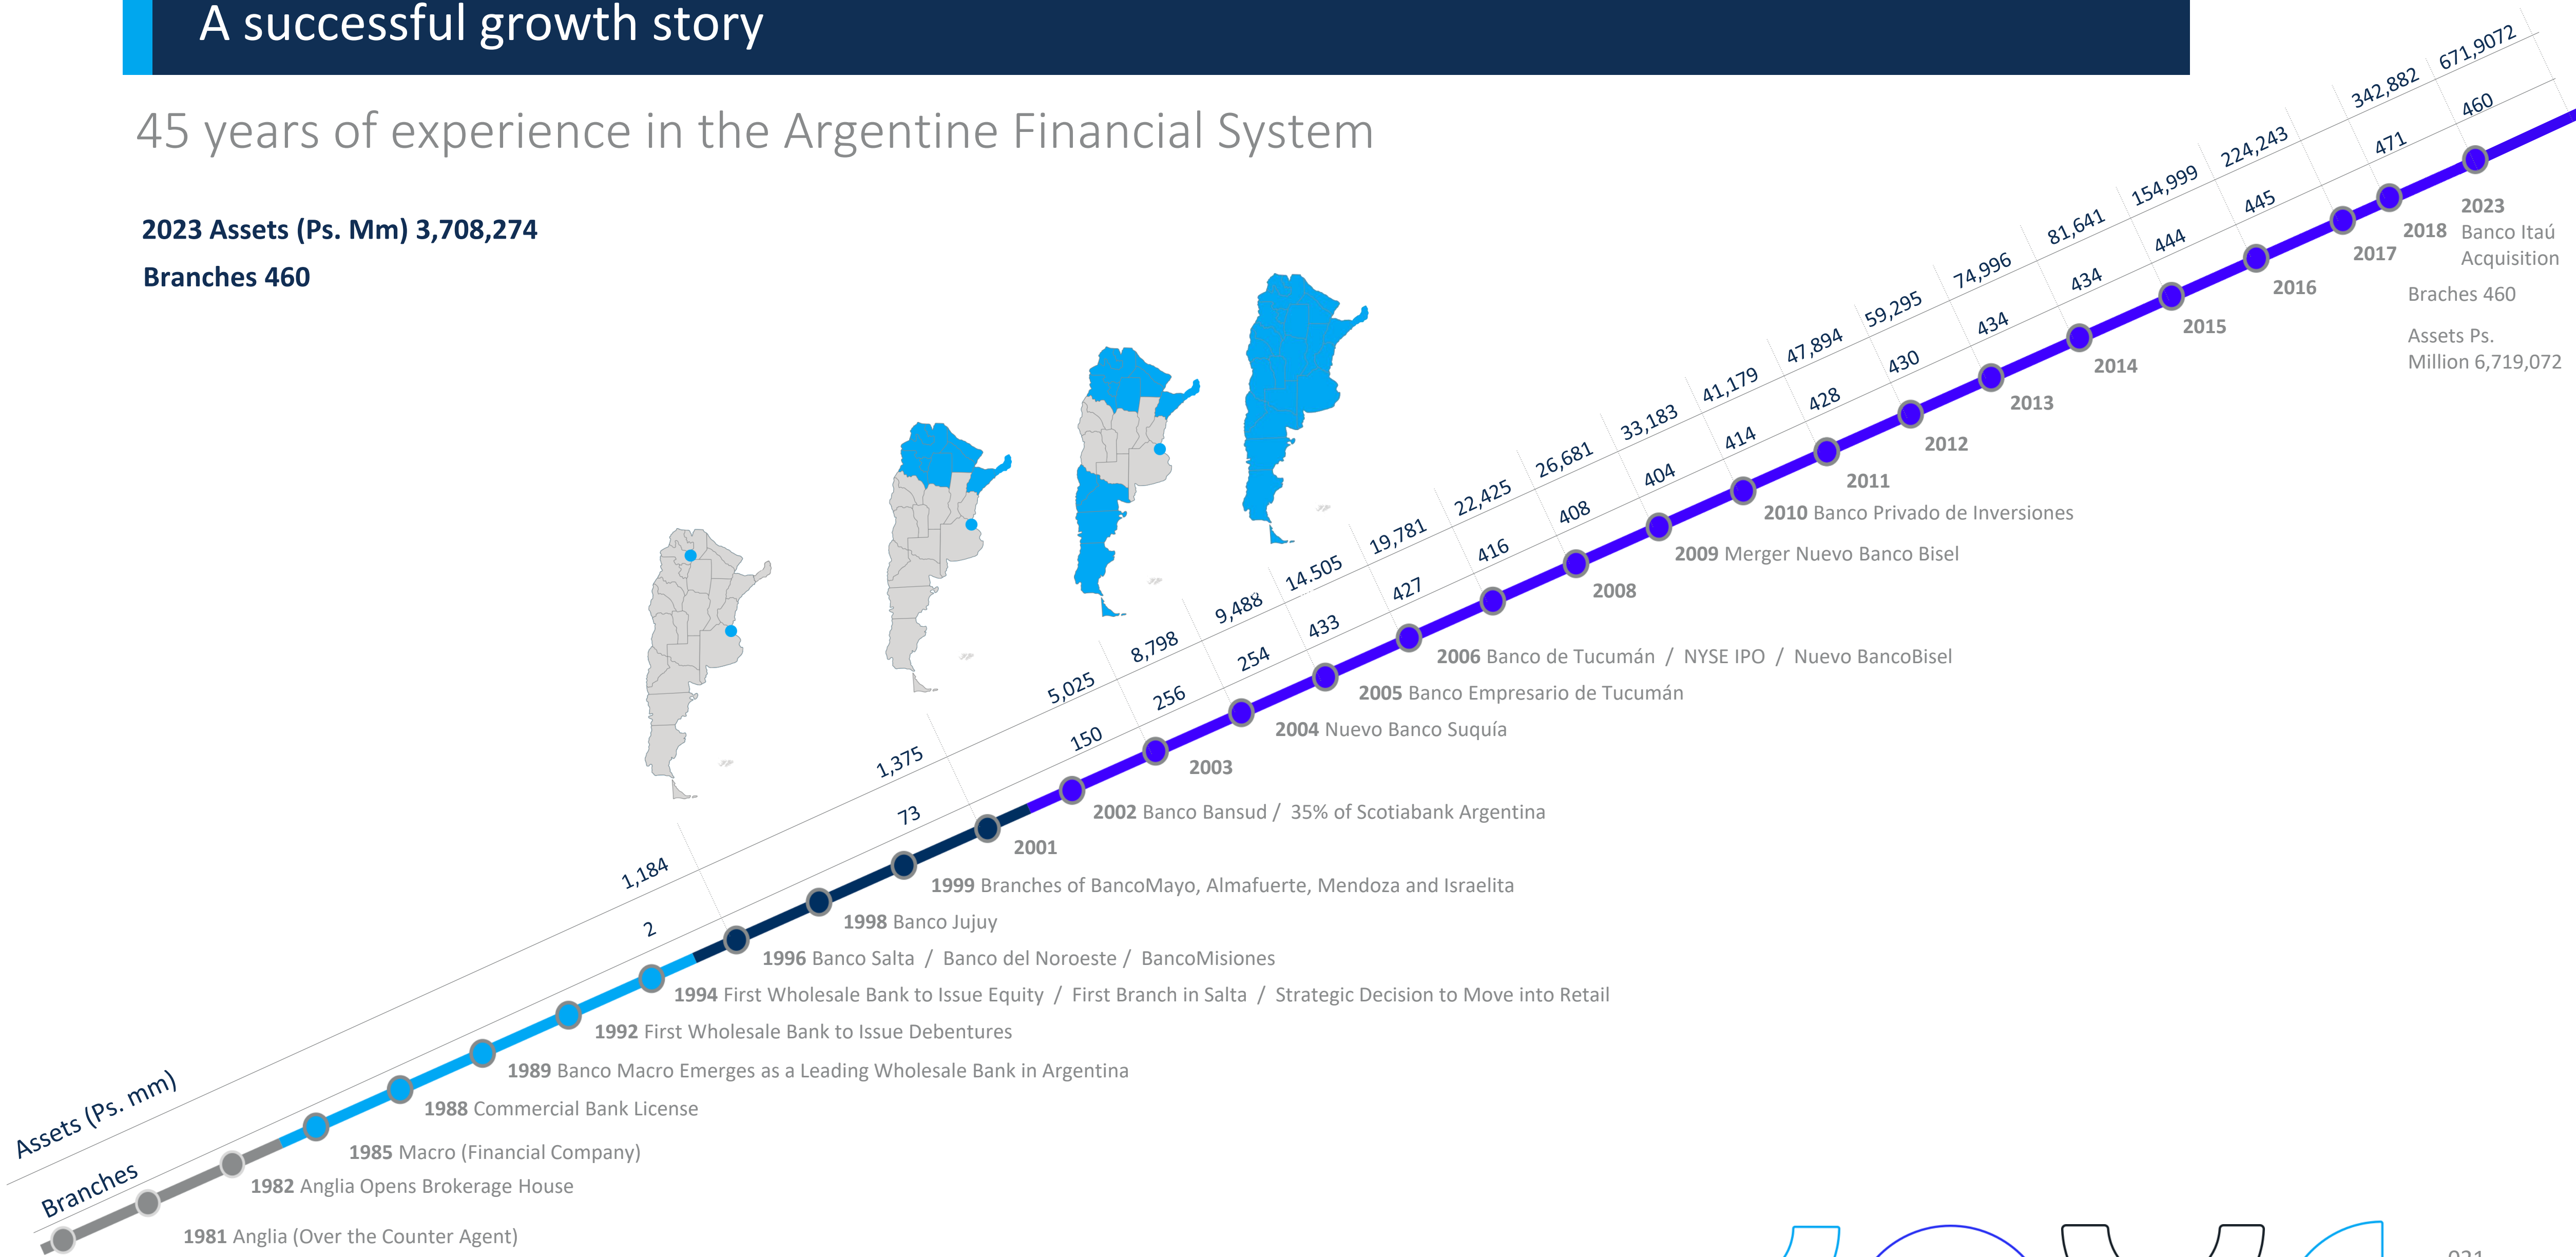 A successful growth story
45 years of experience in the Argentine Financial System
2023 Assets (Ps. Mm) 3,708,274
Branches 460
Assets (Ps. mm)
1,184
1,375
5,025
8,798
9,488
14.505
19,781
22,425
26,681
33,183
41,179
47,894
59,295
74,996
81,641
154,999
224,243
342,882
671,9072
Branches
2
73
150
256
254
433
427
416
408
404
414
428
430
434
434
444
445
471
460
2023
Banco Itaú
Acquisition
Braches 460
Assets Ps.
Million 6,719,072
2018
2017
2016
2015
2014
2013
2012
2011
2010 Banco Privado de Inversiones
2009 Merger Nuevo Banco Bisel
2008
2006 Banco de Tucumán / NYSE IPO / Nuevo BancoBisel
2005 Banco Empresario de Tucumán
2004 Nuevo Banco Suquía
2003
2002 Banco Bansud / 35% of Scotiabank Argentina
2001
1999 Branches of BancoMayo, Almafuerte, Mendoza and Israelita
1998 Banco Jujuy
1996 Banco Salta / Banco del Noroeste / BancoMisiones
1994 First Wholesale Bank to Issue Equity / First Branch in Salta / Strategic Decision to Move into Retail
1992 First Wholesale Bank to Issue Debentures
1989 Banco Macro Emerges as a Leading Wholesale Bank in Argentina
1988 Commercial Bank License
1985 Macro (Financial Company)
1982 Anglia Opens Brokerage House
1981 Anglia (Over the Counter Agent)